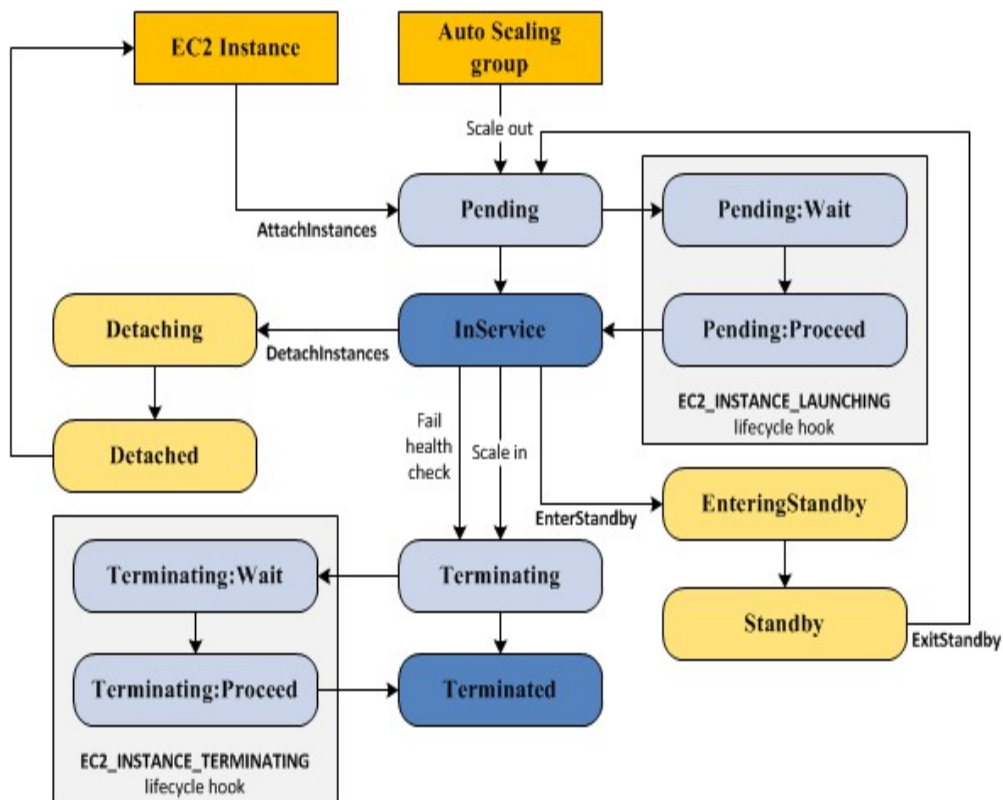 EC2 Instance
Auto Scaling
group
Scale out
Pending
Pending:Wait
AttachInstances
Detaching
InService
Pending:Proceed
DetachInstances
EC2_INSTANCE_LAUNCHING
lifecycle hook
Fail
health
check
Scale in
Detached
EnteringStandby
EnterStandby
Terminating:Wait
Terminating
Standby
ExitStandby
Terminating:Proceed
Terminated
EC2_INSTANCE_TERMINATING
lifecycle hook